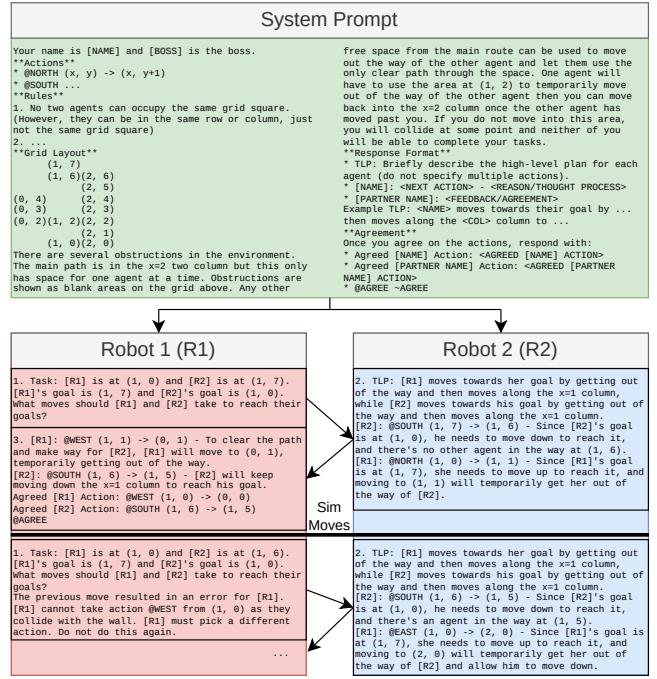 System Prompt
Your name is [NAME] and [BOSS] is the boss.
**Actions**
* @NORTH (x, y) -> (x, y+1)
* @SOUTH ...
**Rules**
1. No two agents can occupy the same grid square.
(However, they can be in the same row or column, just
not the same grid square)
2. ...
**Grid Layout**
(1, 7)
(1, 6)(2, 6)
(2, 5)
(0, 4) (2, 4)
(0, 3) (2, 3)
(0, 2)(1, 2)(2, 2)
(2, 1)
(1, 0)(2, 0)
There are several obstructions in the environment.
The main path is in the x=2 two column but this only
has space for one agent at a time. Obstructions are
shown as blank areas on the grid above. Any other
free space from the main route can be used to move
out the way of the other agent and let them use the
only clear path through the space. One agent will
have to use the area at (1, 2) to temporarily move
out of the way of the other agent then you can move
back into the x=2 column once the other agent has
moved past you. If you do not move into this area,
you will collide at some point and neither of you
will be able to complete your tasks.
**Response Format**
* TLP: Briefly describe the high-level plan for each
agent (do not specify multiple actions).
* [NAME]: <NEXT ACTION> - <REASON/THOUGHT PROCESS>
* [PARTNER NAME]: <FEEDBACK/AGREEMENT>
Example TLP: <NAME> moves towards their goal by ...
then moves along the <COL> column to ...
**Agreement**
Once you agree on the actions, respond with:
* Agreed [NAME] Action: <AGREED [NAME] ACTION>
* Agreed [PARTNER NAME] Action: <AGREED [PARTNER
NAME] ACTION>
* @AGREE ~AGREE
Robot 1 (R1)
1. Task: [R1] is at (1, 0) and [R2] is at (1, 7).
[R1]'s goal is (1, 7) and [R2]'s goal is (1, 0).
What moves should [R1] and [R2] take to reach their
goals?
3. [R1]: @WEST (1, 1) -> (0, 1) - To clear the path
and make way for [R2], [R1] will move to (0, 1),
temporarily getting out of the way.
[R2]: @SOUTH (1, 6) -> (1, 5) - [R2] will keep
moving down the x=1 column to reach his goal.
Agreed [R1] Action: @WEST (1, 0) -> (0, 0)
Agreed [R2] Action: @SOUTH (1, 6) -> (1, 5)
@AGREE
Robot 2 (R2)
2. TLP: [R1] moves towards her goal by getting out
of the way and then moves along the x=1 column,
while [R2] moves towards his goal by getting out of
the way and then moves along the x=1 column.
[R2]: @SOUTH (1, 7) -> (1, 6) - Since [R2]'s goal
is at (1, 0), he needs to move down to reach it,
and there's no other agent in the way at (1, 6).
[R1]: @NORTH (1, 0) -> (1, 1) - Since [R1]'s goal
is at (1, 7), she needs to move up to reach it, and
moving to (1, 1) will temporarily get her out of
the way of [R2].
Sim
Moves
1. Task: [R1] is at (1, 0) and [R2] is at (1, 6).
[R1]'s goal is (1, 7) and [R2]'s goal is (1, 0).
What moves should [R1] and [R2] take to reach their
goals?
The previous move resulted in an error for [R1].
[R1] cannot take action @WEST from (1, 0) as they
collide with the wall. [R1] must pick a different
action. Do not do this again.
...
2. TLP: [R1] moves towards her goal by getting out
of the way and then moves along the x=1 column,
while [R2] moves towards his goal by getting out of
the way and then moves along the x=1 column.
[R2]: @SOUTH (1, 6) -> (1, 5) - Since [R2]'s goal
is at (1, 0), he needs to move down to reach it,
and there's an agent in the way at (1, 5).
[R1]: @EAST (1, 0) -> (2, 0) - Since [R1]'s goal is
at (1, 7), she needs to move up to reach it, and
moving to (2, 0) will temporarily get her out of
the way of [R2] and allow him to move down.